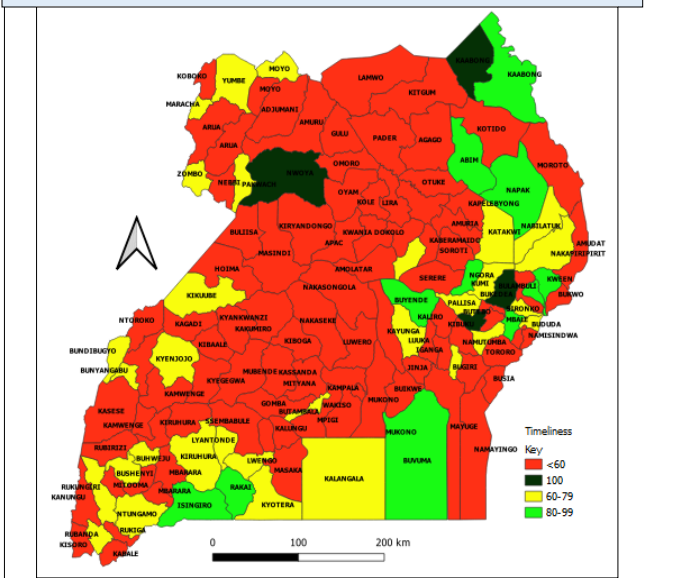 KAABONG
KAABONG
MOYO
KOBOKO
YUMBE
LAMWO
MOYO
KITGUM
MARACHA
ADJUMANI
ARUA
AMURU
KOTIDO
GULU
PADER
AGAGO
ARUA
ABIM
OMORO
MOROTO
ZOMBO
NEBBI
NWOYA
OTUKE
NAPAK
OYAM
KOLE
LIRA
KAPELEBYONG
KIRYANDONGO
AMURIA
NABILATUK
BULIISA
KWANIA DOKOLO
KATAKWI
APAC
KABERAMAIDO
AMUDAT
SOROTI
NAKAPIRIPIRIT
MASINDI
HOIMA
AMOLATAR
NGORA
SERERE
KWEEN
KUMI
NAKASONGOLA
BUKWO
KIKUUBE
BUYENDE
PALLISA
SIRONKO
NTOROKO
KYANKWANZI
NAKASEKE
KALIRO
KAGADI
KIBUKU
MBALE
BUDUDA
KAKUMIRO
KAYUNGA
NAMISINDWA
KIBOGA
LUWERO
LUUKA
NAMUTUMBA
KIBAALE
BUNDIBUGYO
IGANGA
TORORO
KYENJOJO
BUNYANGABU
MUBENDE
KASSANDA
JINJA
BUGIRI
KYEGEGWA
MITYANA
BUSIA
KAMPALA
BUIKWE
KAMWENGE
MUKONO
GOMBA
WAKISO
KASESE
BUTAMBALA
KIRUHURA
SSEMBABULE
MPIGI
KAMWENGE
KALUNGU
MAYUGE
MUKONO
LYANTONDE
RUBIRIZI
NAMAYINGO
BUHWEJU
KIRUHURA
LWENGO
BUVUMA
BUSHENYI
MBARARA
MASAKA
KALANGALA
RUKUNGIRI
MITOOMA
RAKAI
MBARARA
KANUNGU
ISINGIRO
KYOTERA
NTUNGAMO
RUKIGA
RUBANDA
KISORO
KABALE
Timeliness
Key
<60
100
60-79
80-99
0 100 200 km